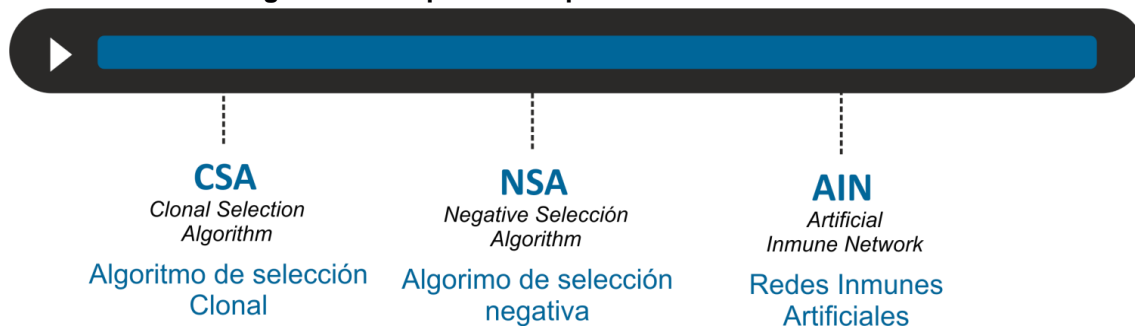 CSA
Clonal Selection
Algorithm
Algoritmo de selección
Clonal
NSA
Negative Selección
Algorithm
Algorimo de selección
negativa
AIN
Artificial
Inmune Network
Redes Inmunes
Artificiales